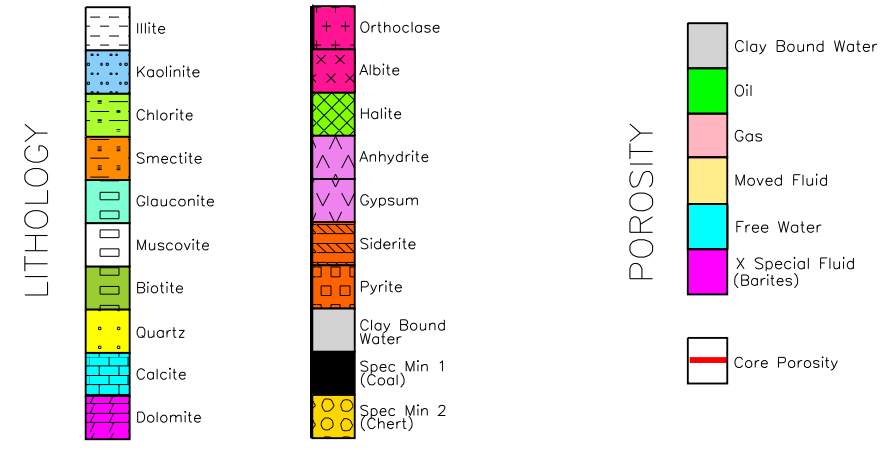 LITHOLOGY
Illite
Kaolinite
Chlorite
Smectite
Glauconite
Muscovite
Biotite
Quartz
Calcite
Dolomite
Orthoclase
Albite
Halite
Anhydrite
Gypsum
Siderite
Pyrite
Clay Bound
Water
Spec Min 1
(Coal)
Spec Min 2
(Chert)
POROSITY
Clay Bound Water
Oil
Gas
Moved Fluid
Free Water
X Special Fluid
(Barites)
Core Porosity